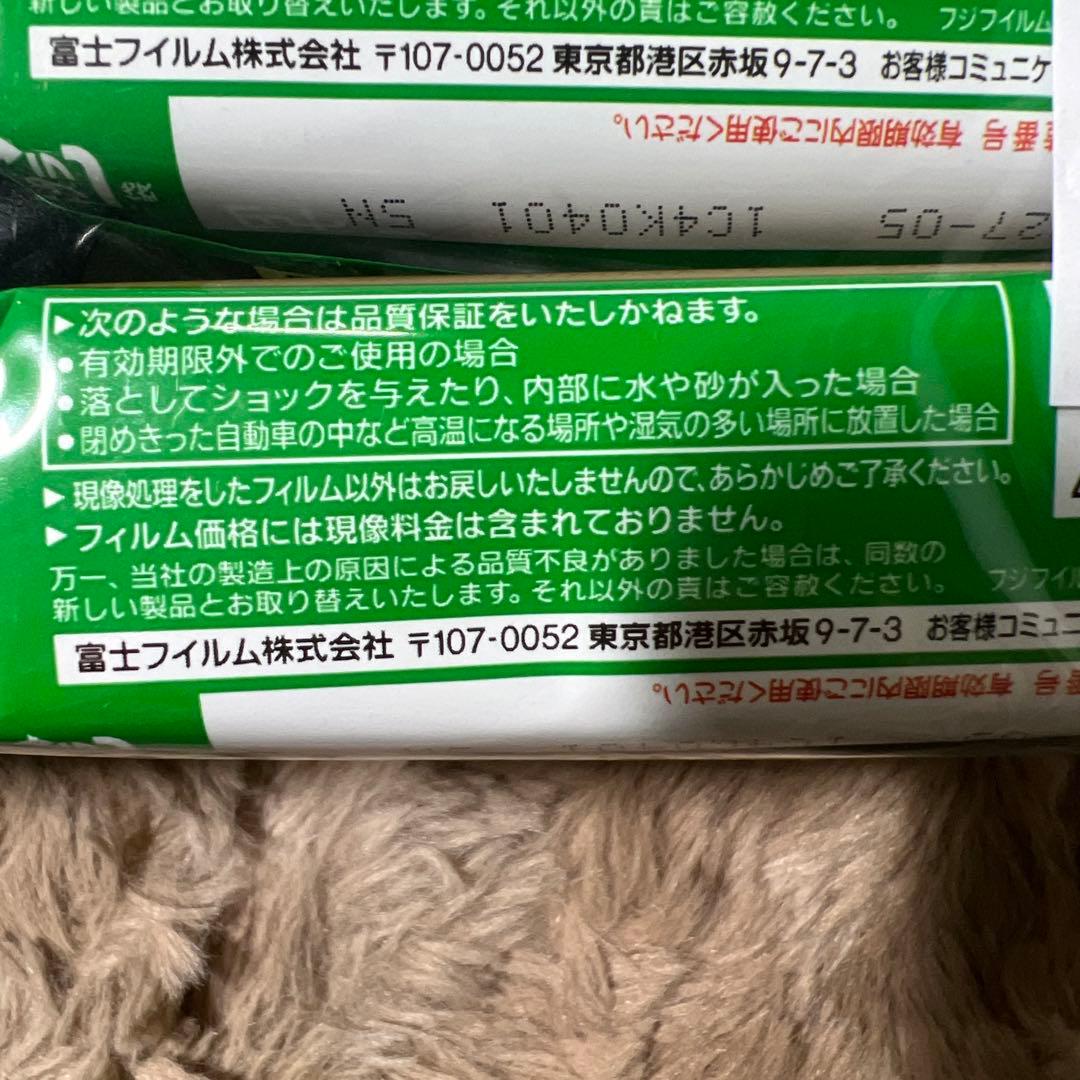 新しい製品とお取り替えいたします。それ以外の責はご容赦ください。 フジフイルム
富士フイルム株式会社 〒107-0052 東京都港区赤坂9-7-3 お客様コミュニケ
番号 有効期限内にご使用ください。
27-05 1C4K0401 SN
▶次のような場合は品質保証をいたしかねます。
●有効期限外でのご使用の場合
●落としてショックを与えたり、内部に水や砂が入った場合
●閉めきった自動車の中など高温になる場所や湿気の多い場所に放置した場合
▶現像処理をしたフィルム以外はお戻しいたしませんので、あらかじめご了承ください。
▶フィルム価格には現像料金は含まれておりません。
万一、当社の製造上の原因による品質不良がありました場合は、同数の
新しい製品とお取り替えいたします。それ以外の責はご容赦ください。 フジフイル
富士フイルム株式会社 〒107-0052 東京都港区赤坂9-7-3 お客様コミュニ
番号 有効期限内にご使用ください。